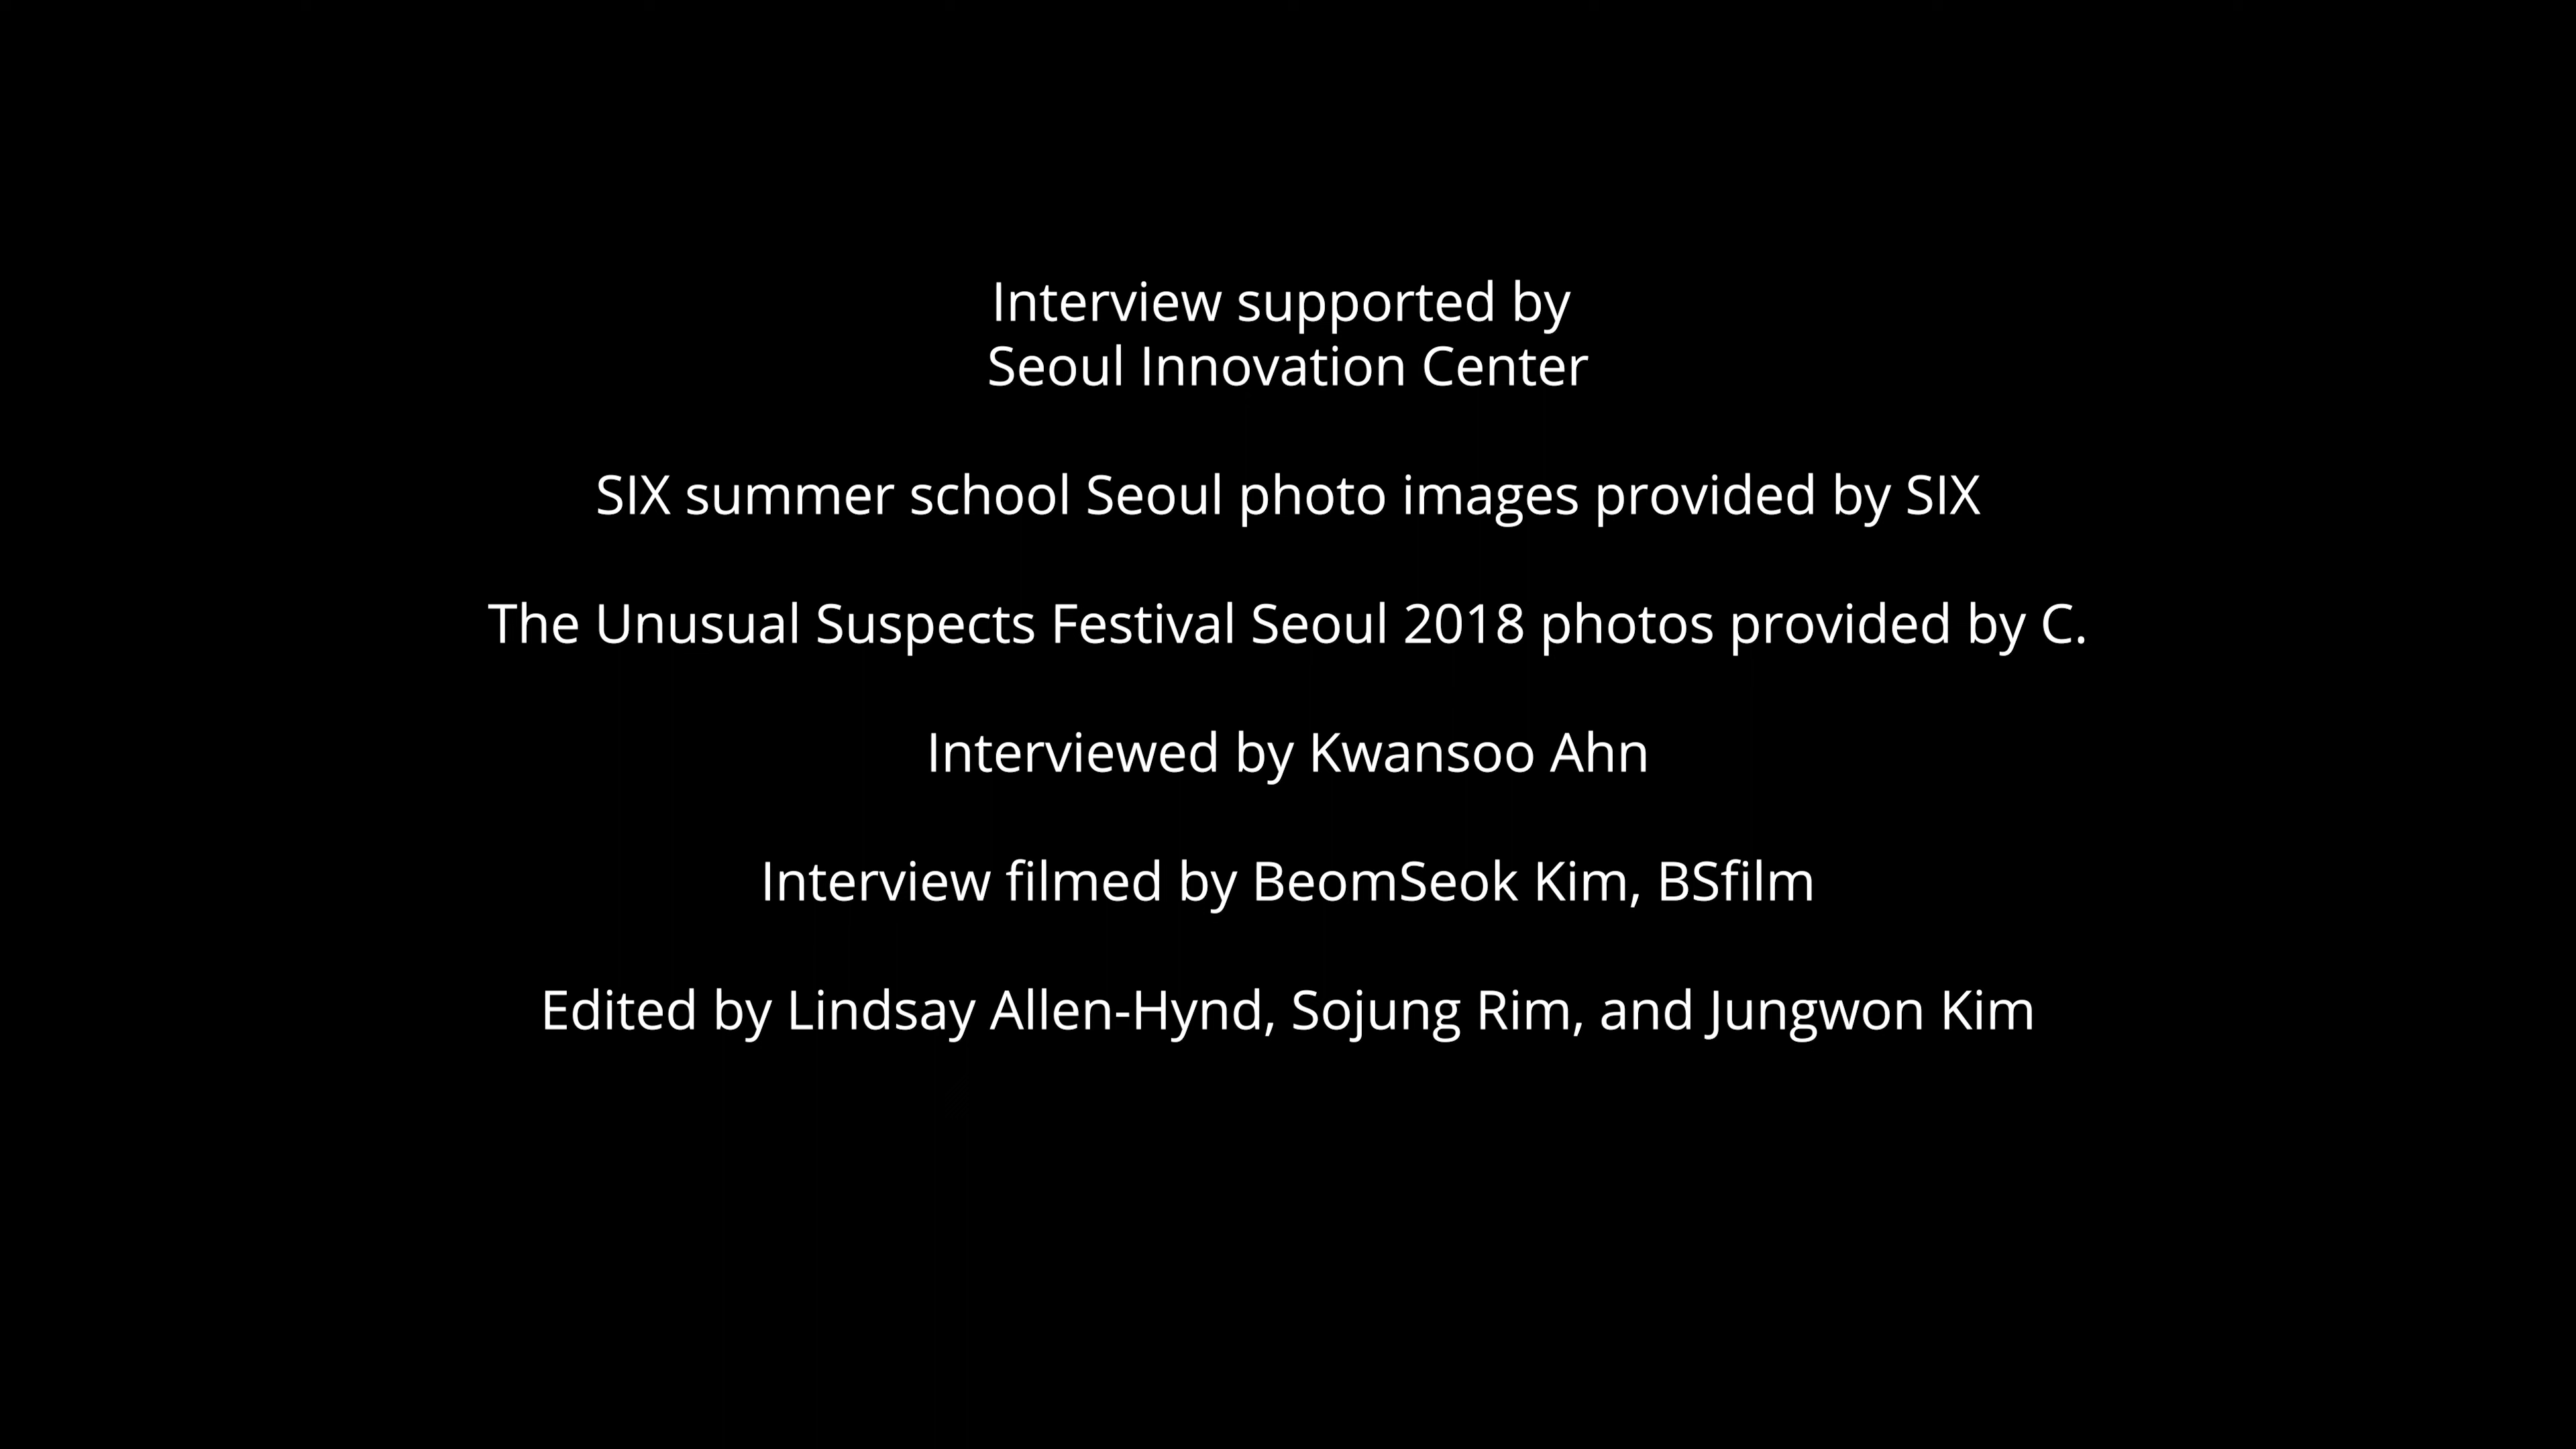 Interview supported by
Seoul Innovation Center
SIX summer school Seoul photo images provided by SIX
The Unusual Suspects Festival Seoul 2018 photos provided by C.
Interviewed by Kwansoo Ahn
Interview filmed by BeomSeok Kim, BSfilm
Edited by Lindsay Allen-Hynd, Sojung Rim, and Jungwon Kim